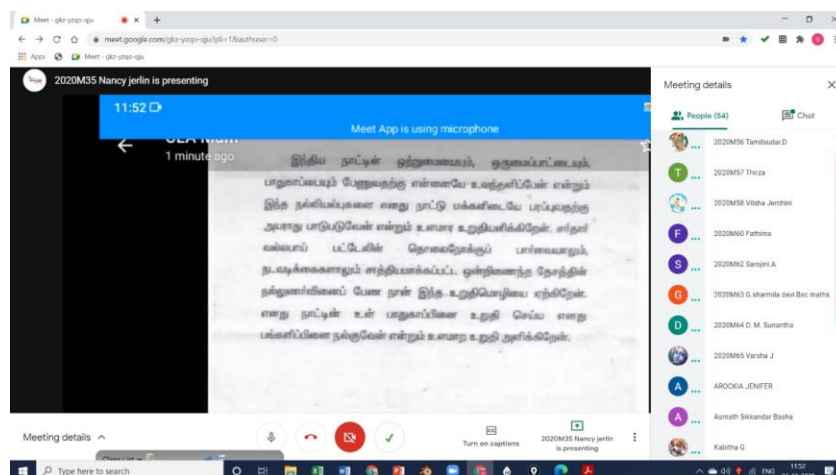 Meet - gkz-yzqo-qju
meet.google.com/gkz-yzqo-qju?pli=1&authuser=0
Apps
Meet - gkz-yzqo-qju
2020M35 Nancy jerlin is presenting
11:52
Meet App is using microphone
1 minute ago
இந்திய நாட்டின் ஒற்றுமையையும், ஒருமைப்பாட்டையும்,
பாதுகாப்பையும் பேணுவதற்கு என்னையே உவந்தளிப்பேன் என்றும்
இந்த நல்லியல்புகளை எனது நாட்டு மக்களிடையே பரப்புவதற்கு
அயராது பாடுபடுவேன் என்றும் உளமார உறுதியளிக்கிறேன். சர்தார்
வல்லபாய் பட்டேலின் தொலைநோக்குப் பார்வையாலும்,
நடவடிக்கைகளாலும் சாத்தியமாக்கப்பட்ட ஒன்றிணைந்த தேசத்தின்
நல்லுணர்வினைப் பேண நான் இந்த உறுதிமொழியை ஏற்கிறேன்.
எனது நாட்டின் உள் பாதுகாப்பினை உறுதி செய்ய எனது
பங்களிப்பினை நல்குவேன் என்றும் உளமாற உறுதி அளிக்கிறேன்.
Meeting details
People (54)
Chat
2020M56 Tamilsudar.D
2020M57 Thirza
2020M58 Vilsha Jerchini
2020M60 Fathima
2020M62 Sarojini.A
2020M63 G.sharmila devi Bsc maths
2020M64 D. M. Sunantha
2020M65 Varsha J
AROCKIA JENIFER
Asmath Sikkandar Basha
Kabitha G
Meeting details
Turn on captions
2020M35 Nancy jerlin
is presenting
Type here to search
ENG
11:52